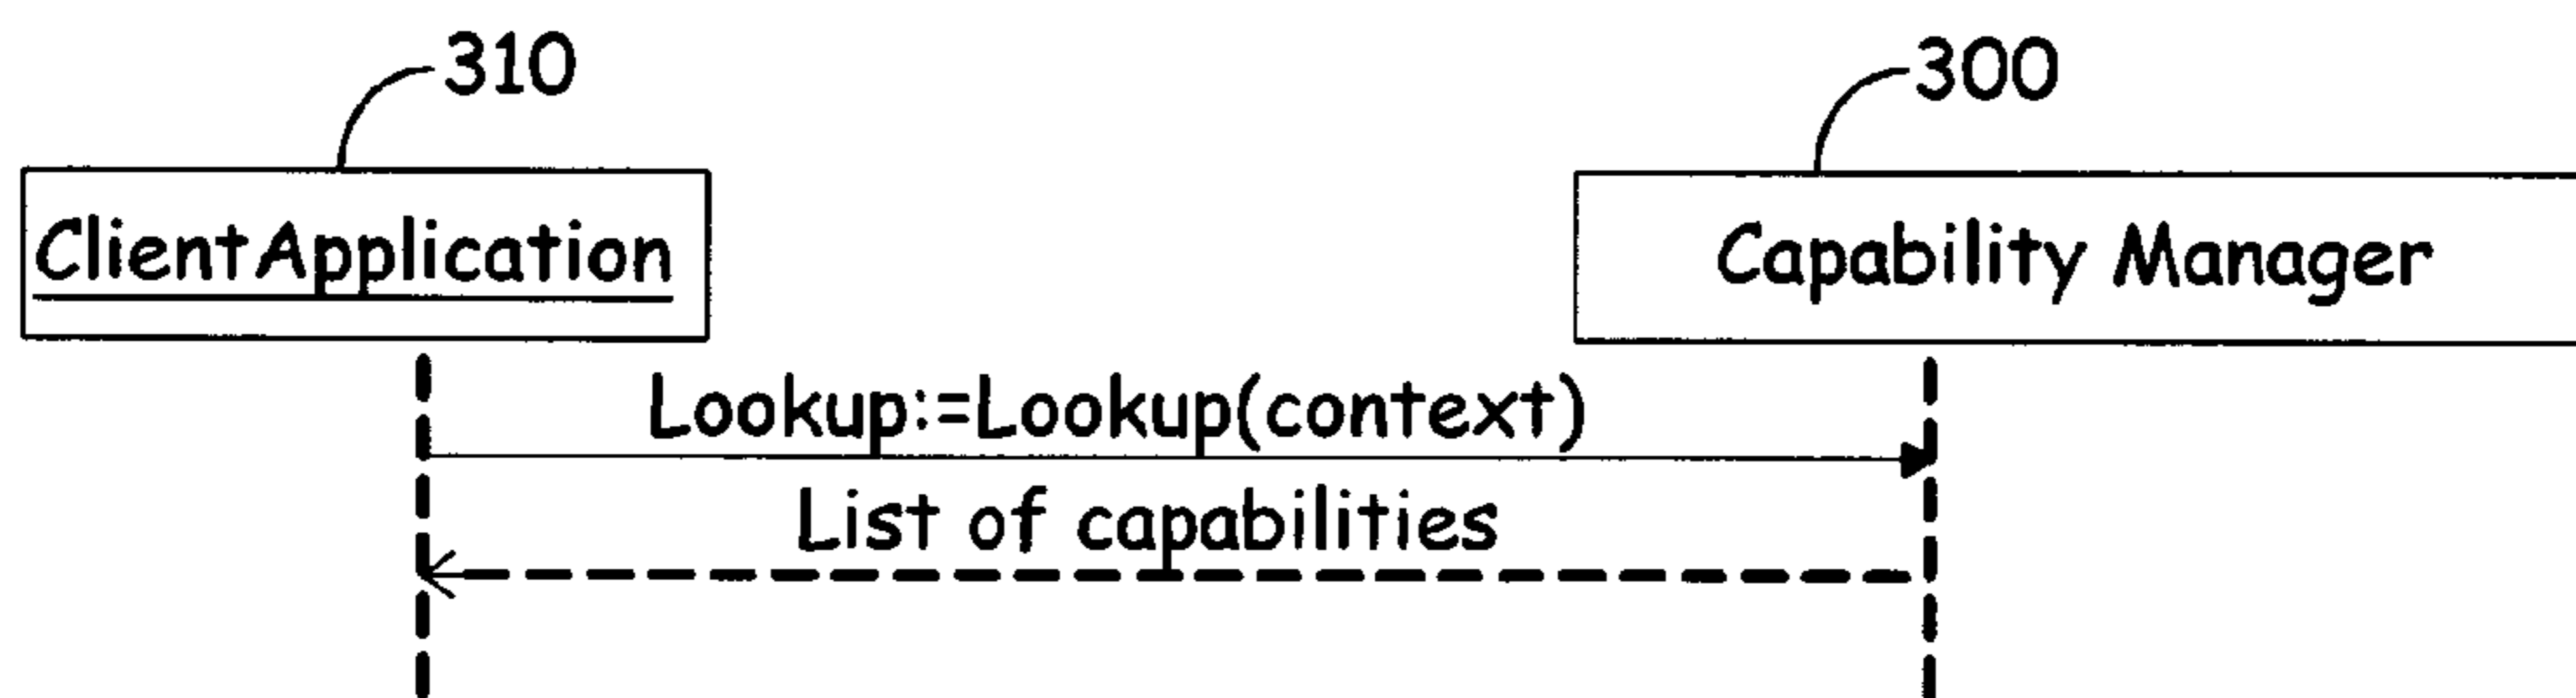 310
300
ClientApplication
Capability Manager
Lookup:=Lookup(context)
List of capabilities